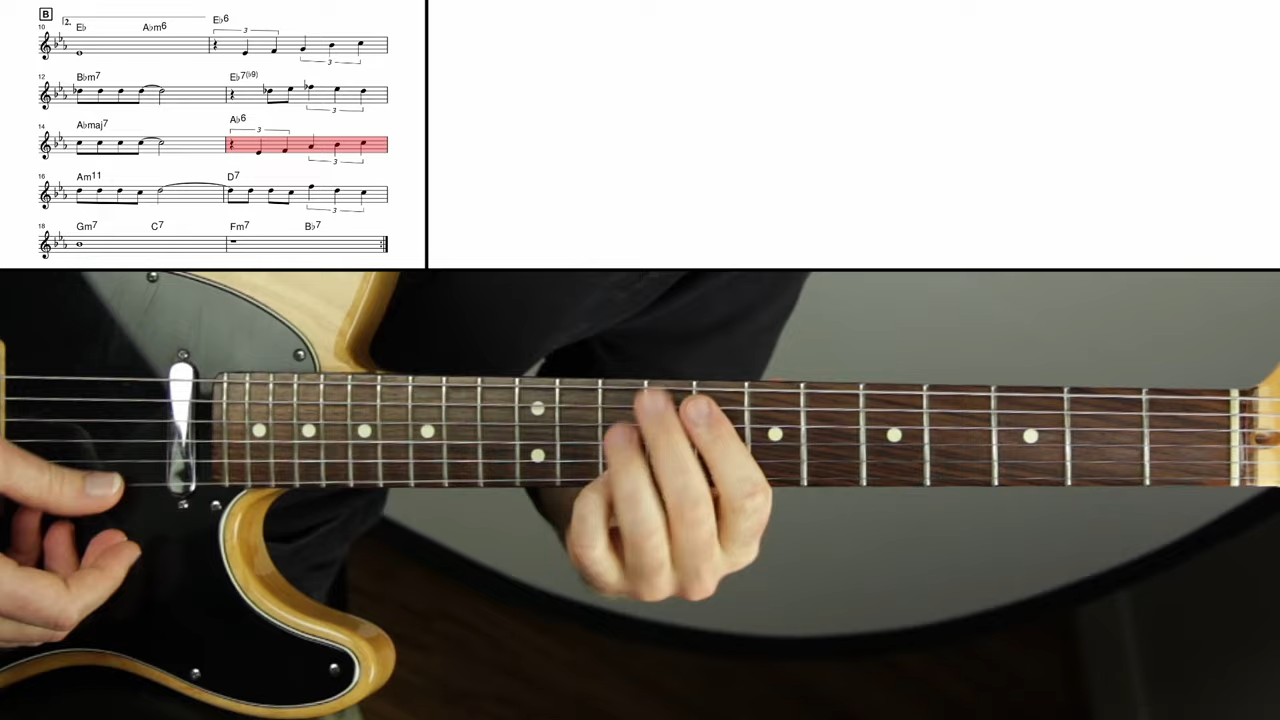 B
2.
10 E♭ A♭m6 E♭6
3
3
12 B♭m7 E♭7(♭9)
3
14 A♭maj7 A♭6
3
3
16 Am11 D7
3
18 Gm7 C7 Fm7 B♭7